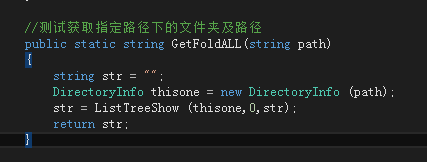 //测试获取指定路径下的文件夹及路径
public static string GetFoldALL(string path)
{
string str = "";
DirectoryInfo thisone = new DirectoryInfo (path);
str = ListTreeShow (thisone,0,str);
return str;
}